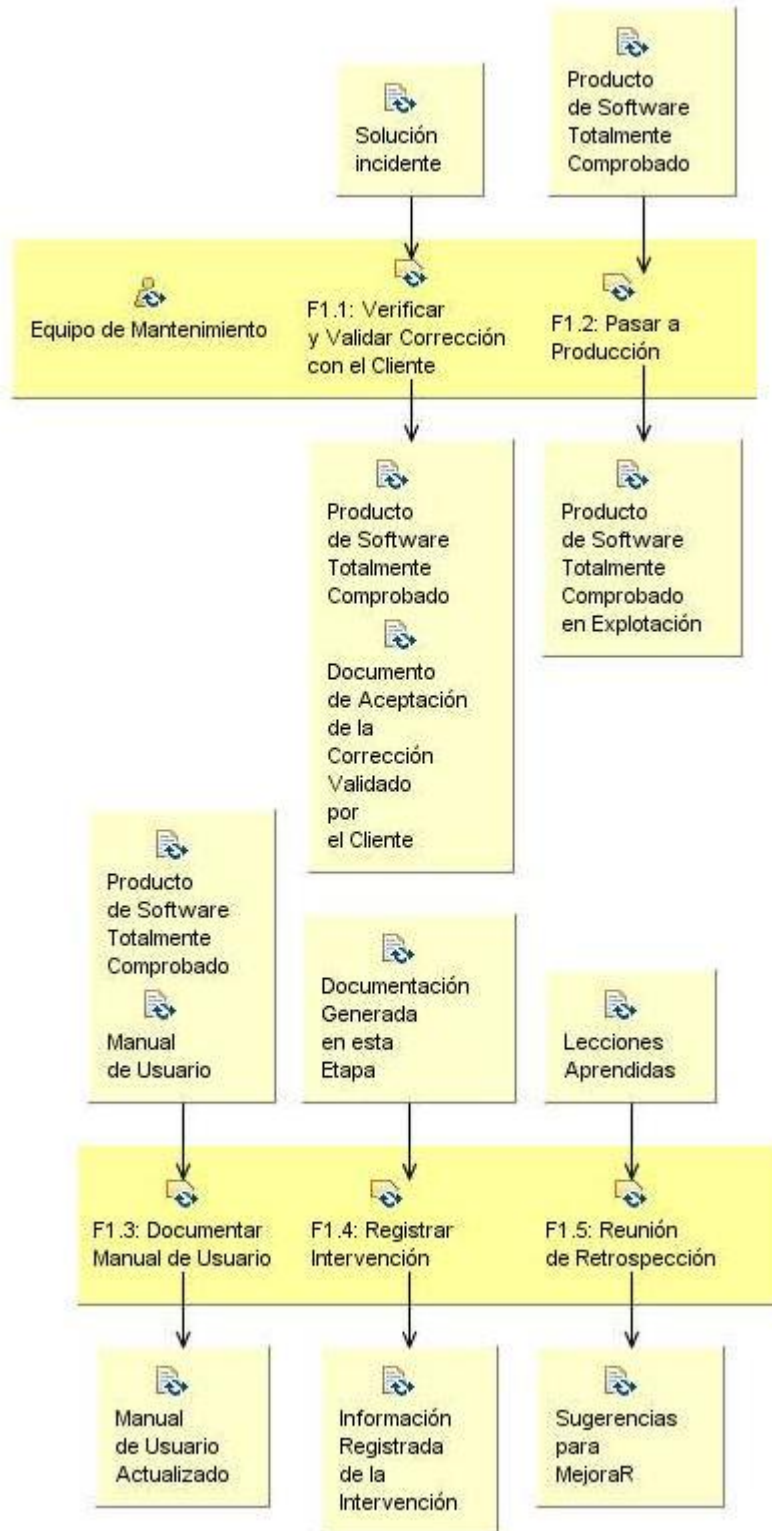 Solución
incidente
Producto
de Software
Totalmente
Comprobado
Equipo de Mantenimiento
F1.1: Verificar
y Validar Corrección
con el Cliente
F1.2: Pasar a
Producción
Producto
de Software
Totalmente
Comprobado
Documento
de Aceptación
de la
Corrección
Validado
por
el Cliente
Producto
de Software
Totalmente
Comprobado
en Explotación
Producto
de Software
Totalmente
Comprobado
Manual
de Usuario
Documentación
Generada
en esta
Etapa
Lecciones
Aprendidas
F1.3: Documentar
Manual de Usuario
F1.4: Registrar
Intervención
F1.5: Reunión
de Retrospección
Manual
de Usuario
Actualizado
Información
Registrada
de la
Intervención
Sugerencias
para
MejoraR